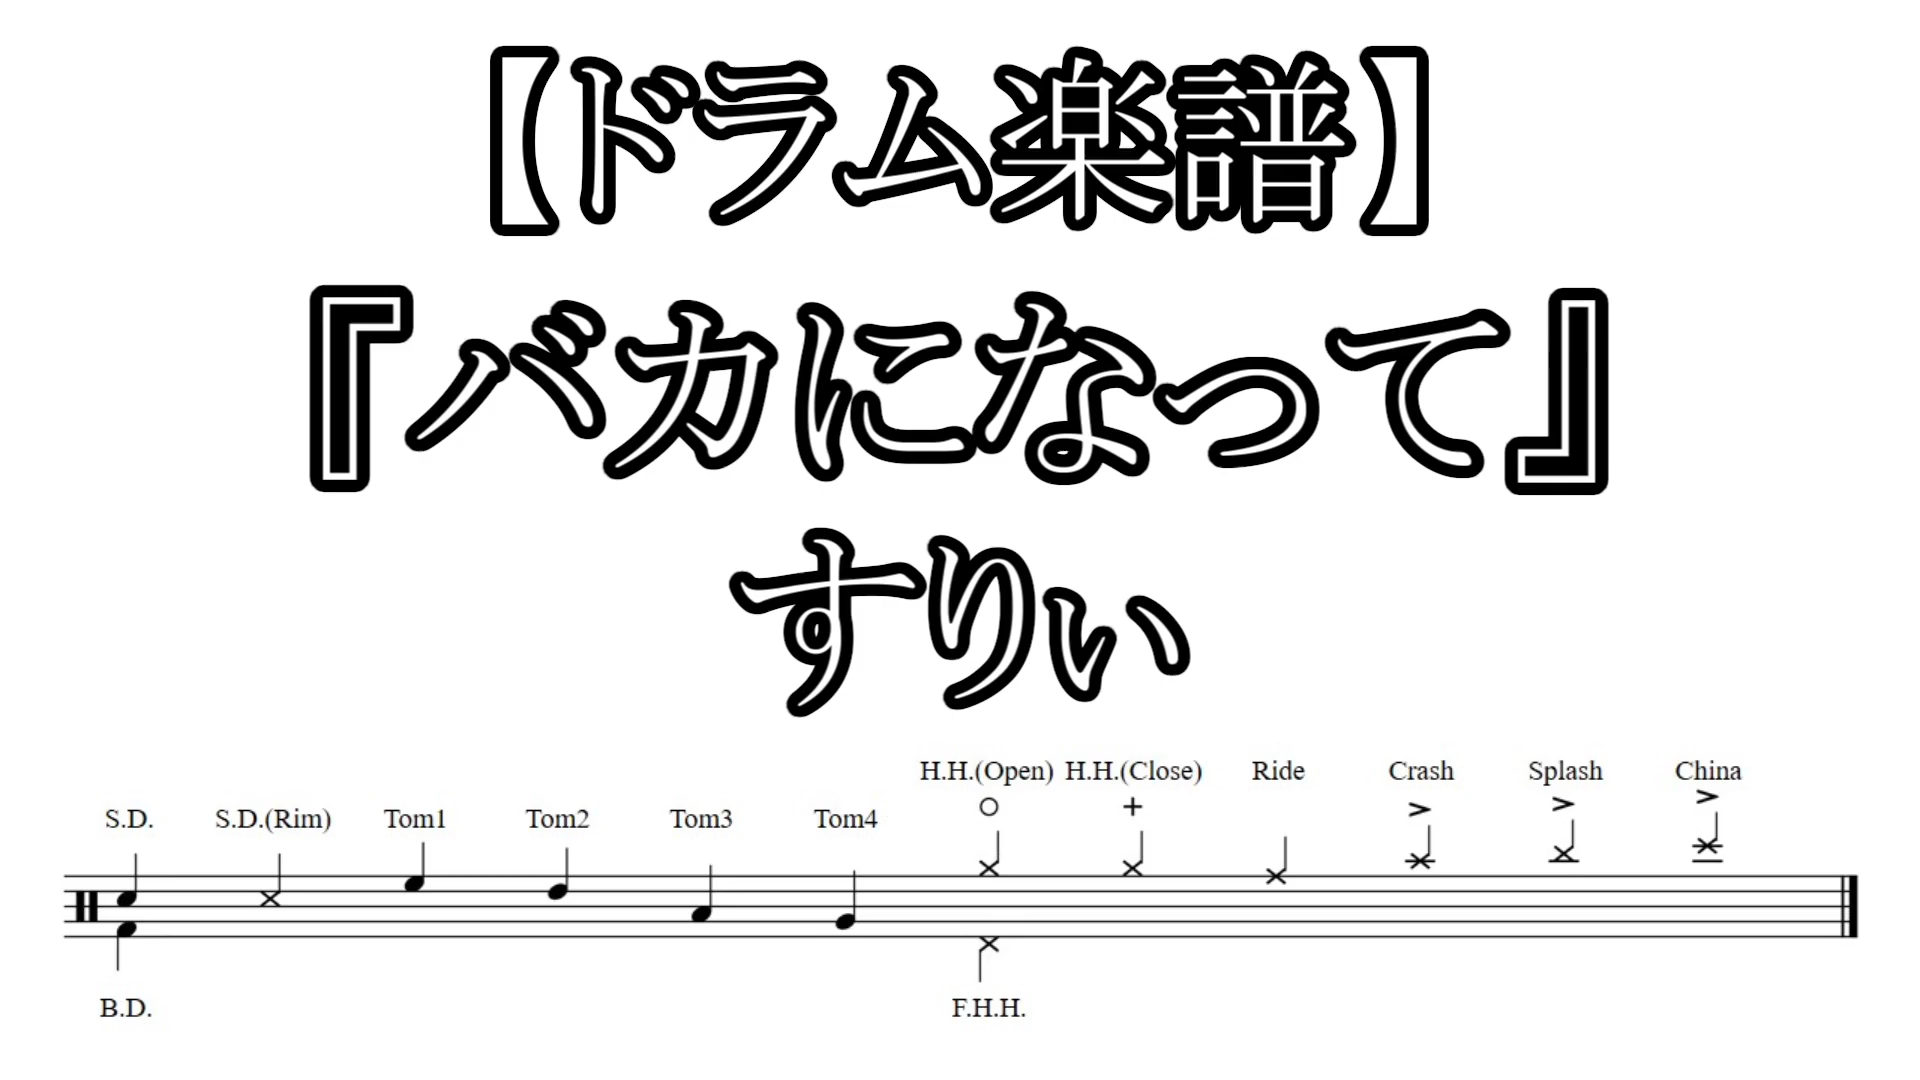 【ドラム楽譜】
『バカになって』
すりぃ
H.H.(Open) H.H.(Close) Ride Crash Splash China
S.D. S.D.(Rim) Tom1 Tom2 Tom3 Tom4
B.D. F.H.H.